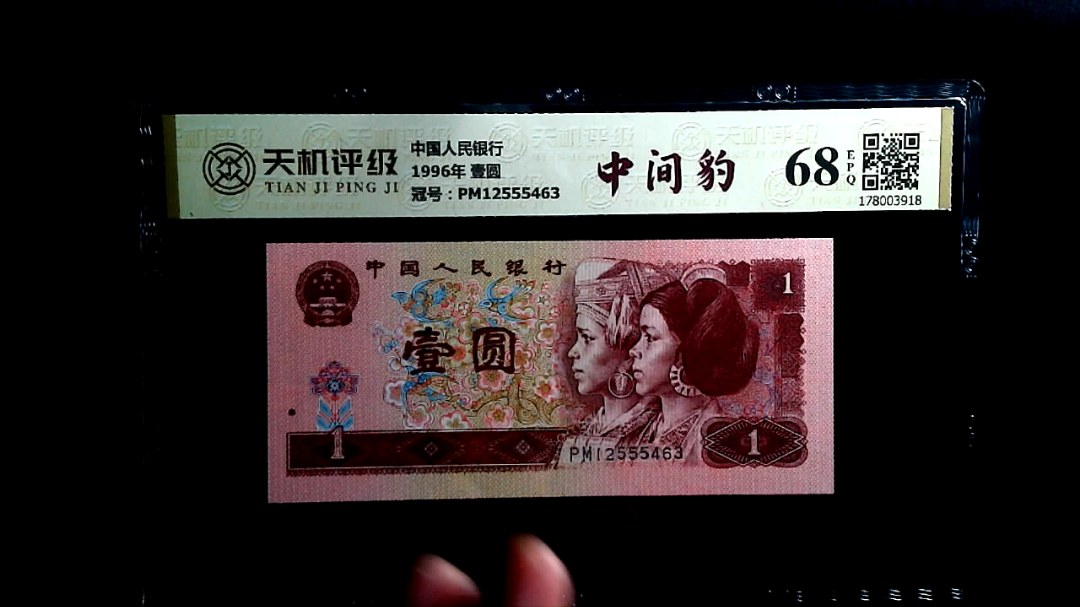 天机评级
TIAN JI PING JI
中国人民银行
1996年 壹圆
冠号：PM12555463
中间豹
68
EPQ
178003918
中国人民银行
1
壹圆
1
PM12555463
1